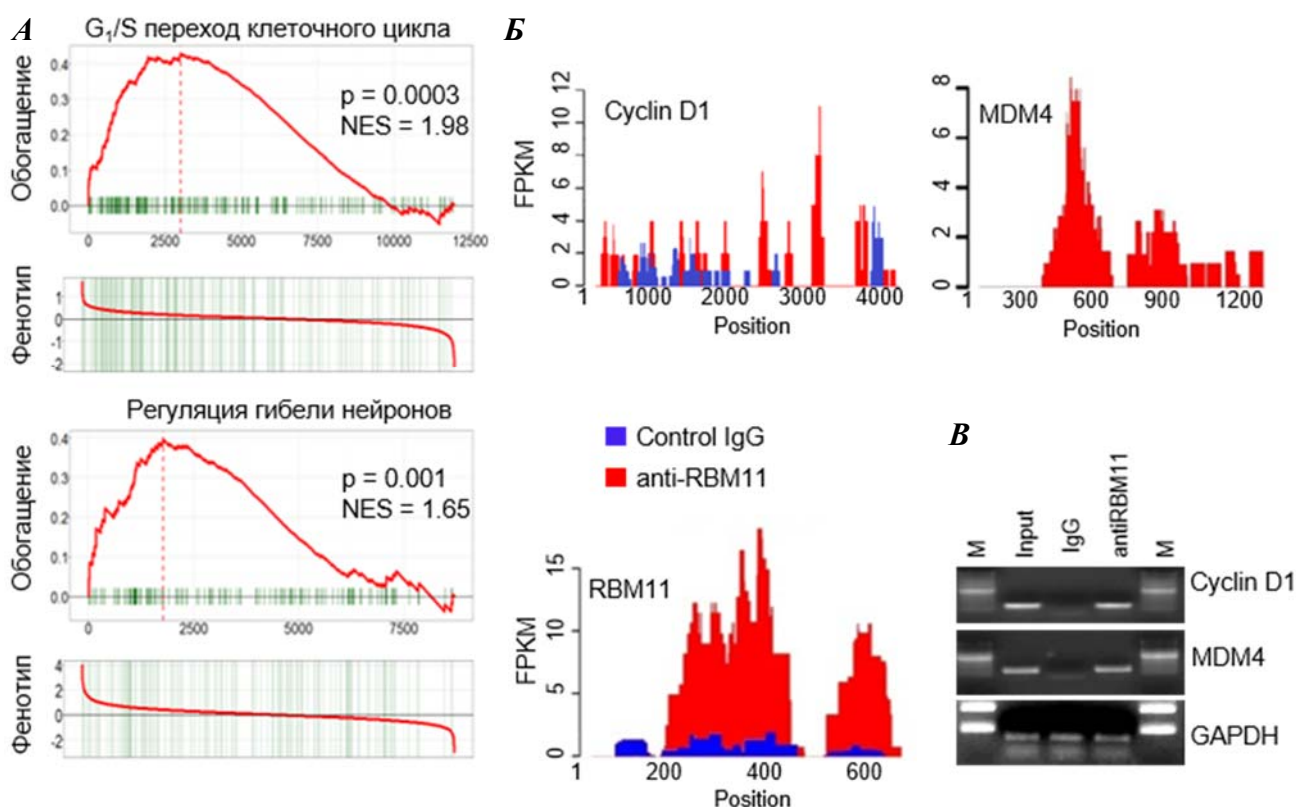 А
G₁/S переход клеточного цикла
Обогащение
0.4
0.3
0.2
0.1
0.0
p = 0.0003
NES = 1.98
0 2500 5000 7500 10000 12500
Фенотип
1
0
-1
-2
Регуляция гибели нейронов
Обогащение
0.4
0.3
0.2
0.1
0.0
p = 0.001
NES = 1.65
0 2500 5000 7500
Фенотип
4
2
0
-2
Б
FPKM
12
10
8
6
4
2
0
Cyclin D1
1 1000 2000 3000 4000
Position
8
6
4
2
0
MDM4
1 300 600 900 1200
Position
Control IgG
anti-RBM11
FPKM
15
10
5
0
RBM11
1 200 400 600
Position
В
M Input IgG antiRBM11 M
Cyclin D1
MDM4
GAPDH